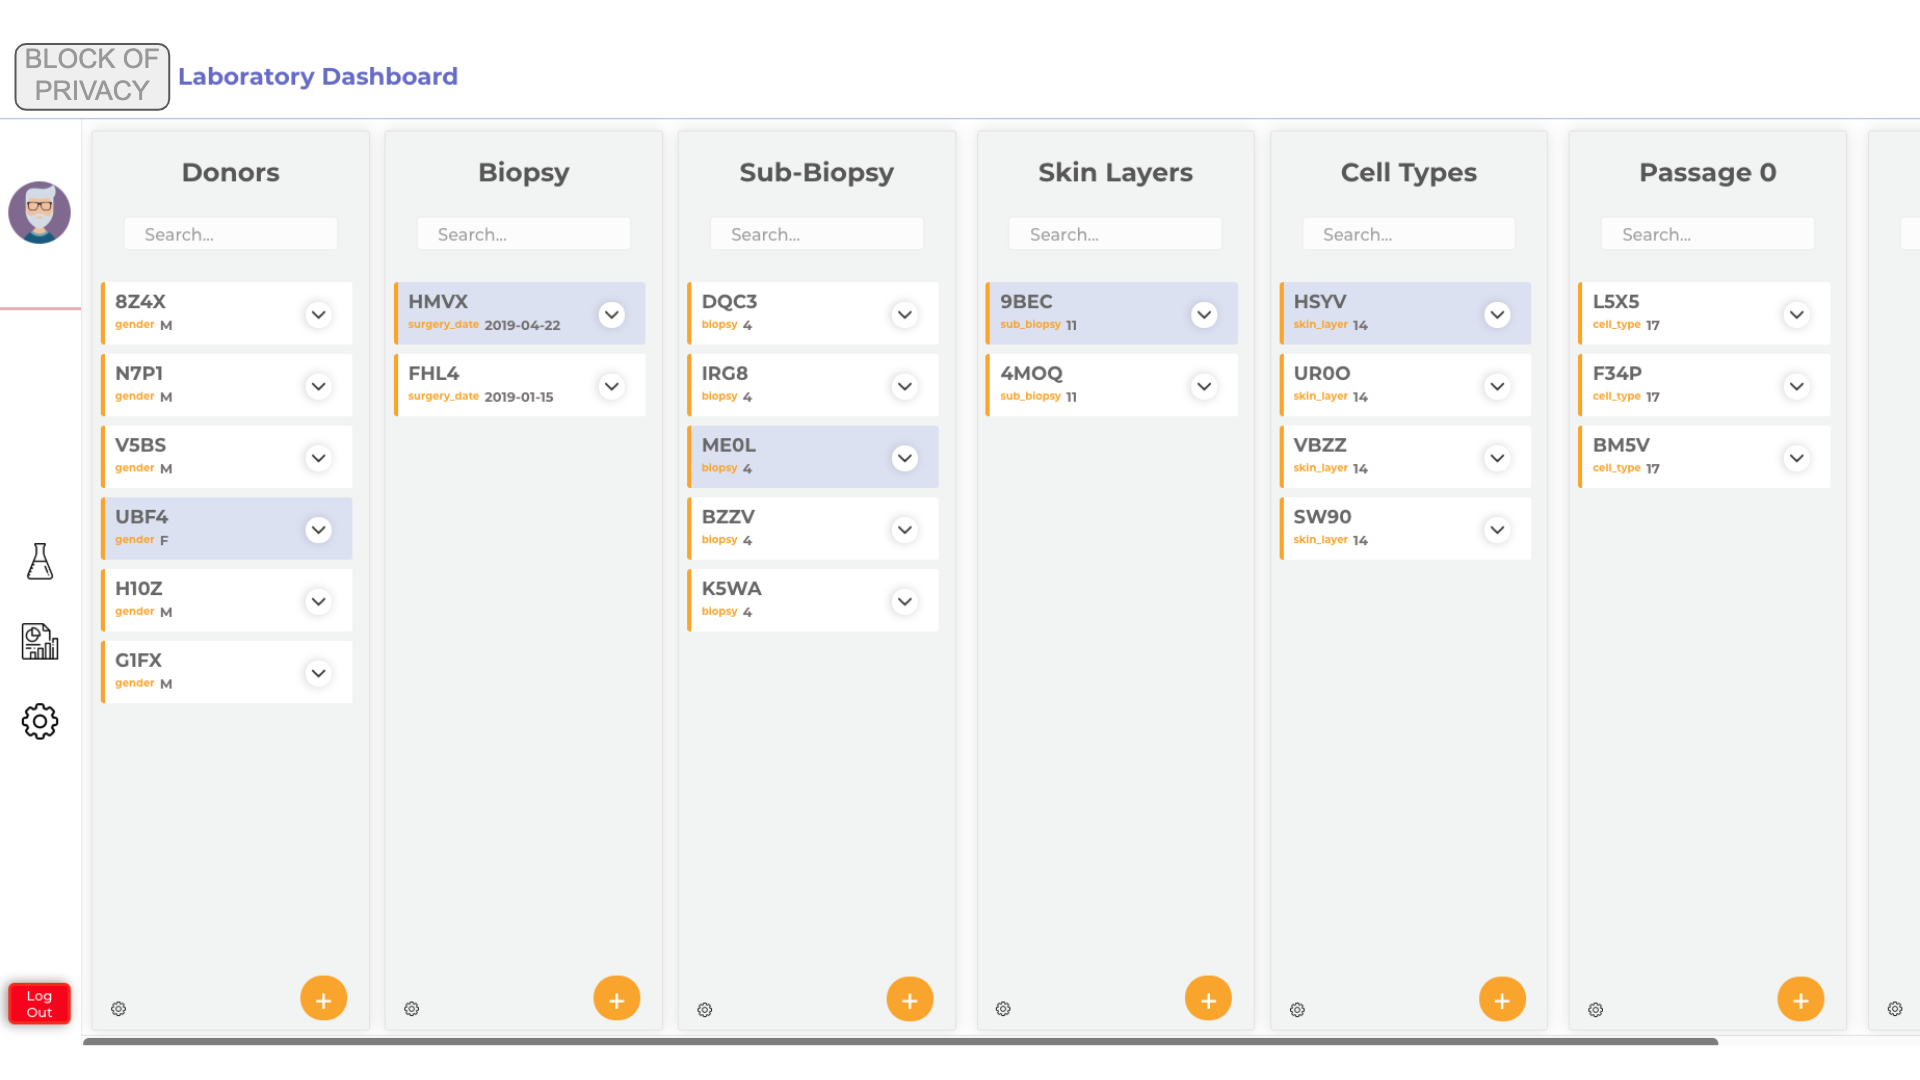 BLOCK OF
PRIVACY
Laboratory Dashboard
Donors
Search...
8Z4X
gender M
N7P1
gender M
V5BS
gender M
UBF4
gender F
H10Z
gender M
G1FX
gender M
+
Biopsy
Search...
HMVX
surgery_date 2019-04-22
FHL4
surgery_date 2019-01-15
+
Sub-Biopsy
Search...
DQC3
biopsy 4
IRG8
biopsy 4
ME0L
biopsy 4
BZZV
biopsy 4
K5WA
biopsy 4
+
Skin Layers
Search...
9BEC
sub_biopsy 11
4MOQ
sub_biopsy 11
+
Cell Types
Search...
HSYV
skin_layer 14
UR0O
skin_layer 14
VBZZ
skin_layer 14
SW90
skin_layer 14
+
Passage 0
Search...
L5X5
cell_type 17
F34P
cell_type 17
BM5V
cell_type 17
+
Log
Out